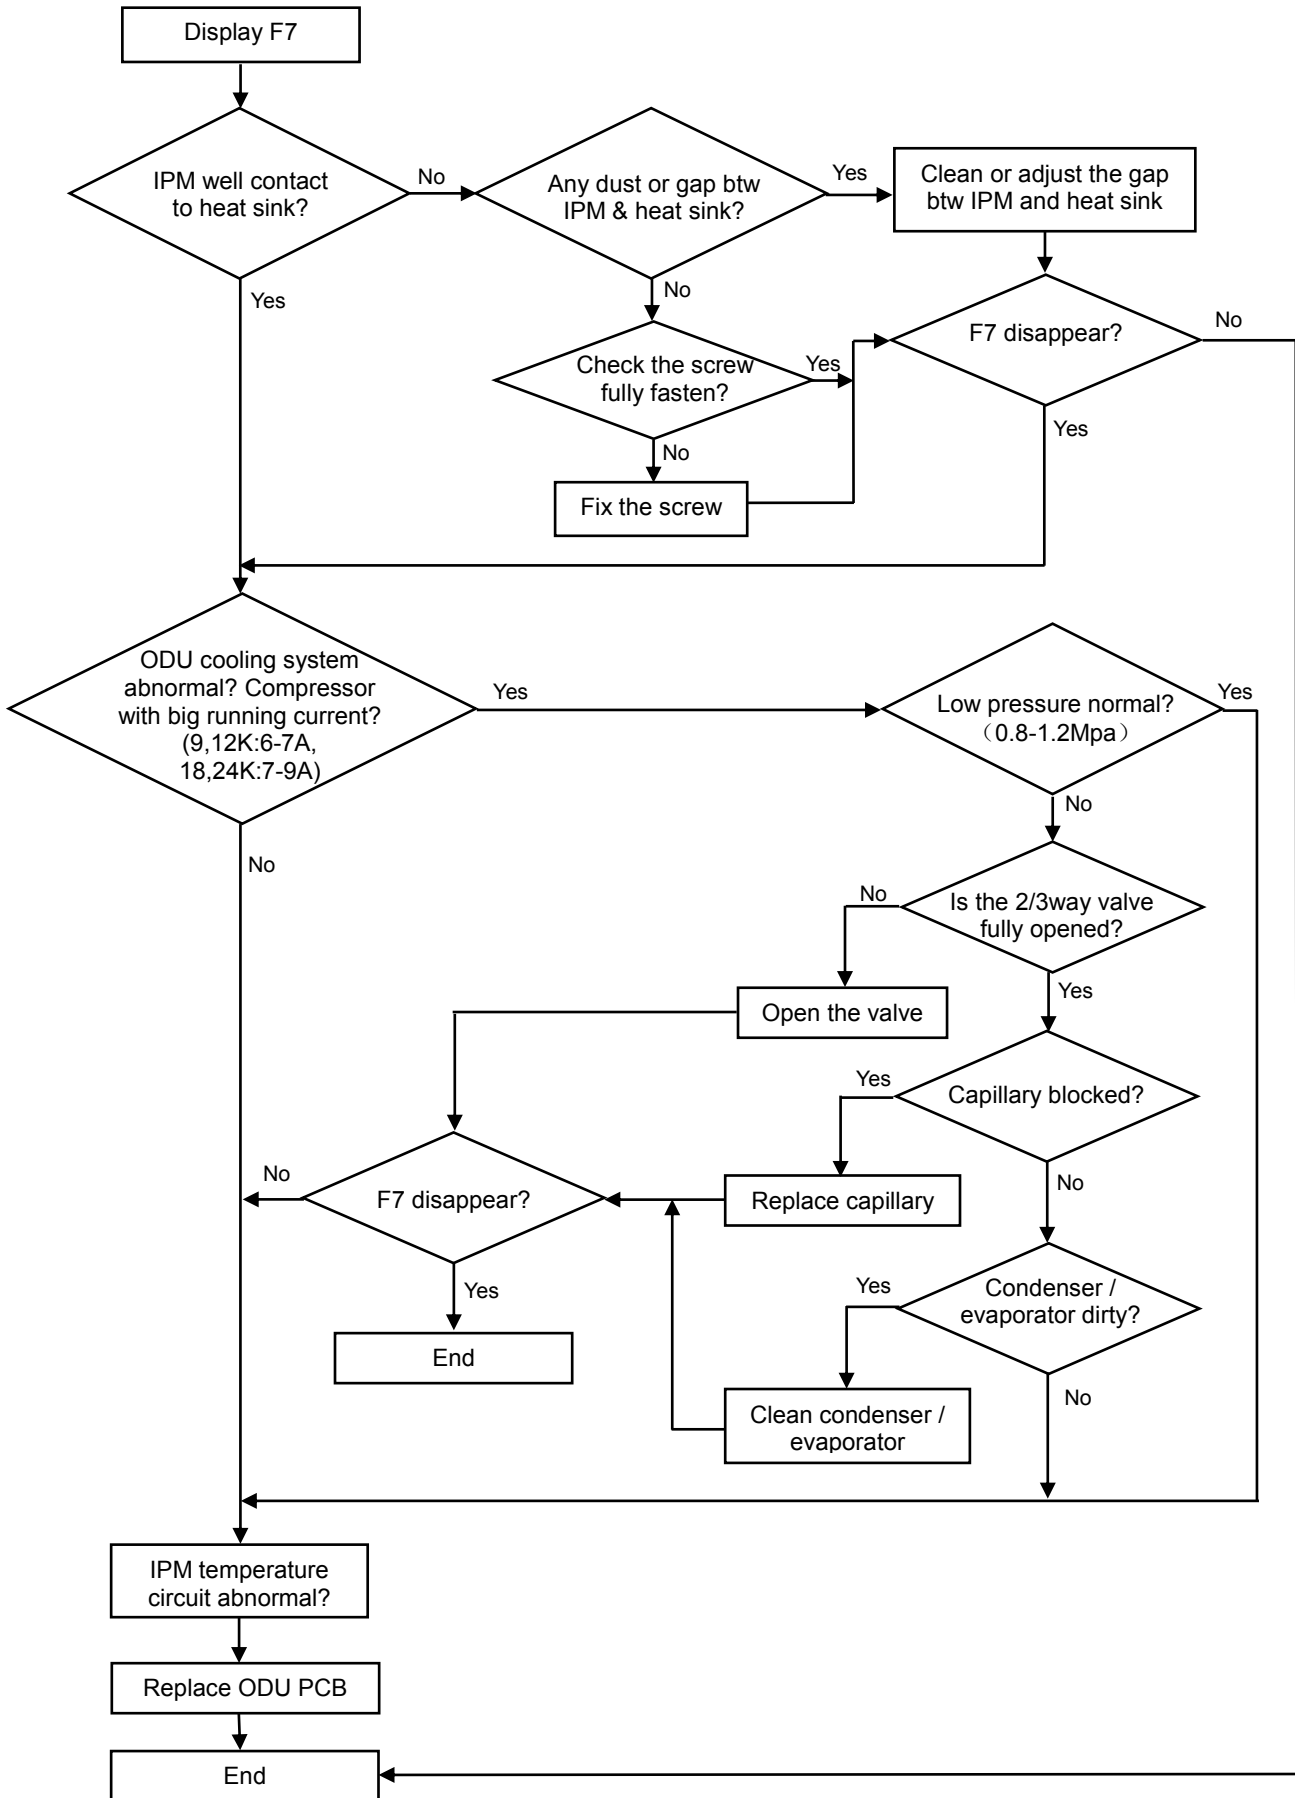 Display F7
IPM well contact
to heat sink?
No
Any dust or gap btw
IPM & heat sink?
Yes
Clean or adjust the gap
btw IPM and heat sink
Yes
No
F7 disappear?
No
Check the screw
fully fasten?
Yes
Yes
No
Fix the screw
ODU cooling system
abnormal? Compressor
with big running current?
(9,12K:6-7A,
18,24K:7-9A)
Yes
Low pressure normal?
（0.8-1.2Mpa）
Yes
No
No
Is the 2/3way valve
fully opened?
No
Yes
Open the valve
Capillary blocked?
Yes
No
Replace capillary
F7 disappear?
No
Yes
End
Condenser /
evaporator dirty?
Yes
No
Clean condenser /
evaporator
IPM temperature
circuit abnormal?
Replace ODU PCB
End